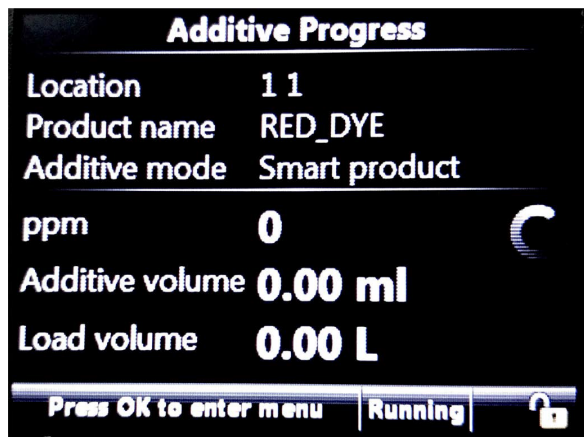 Additive Progress
Location 1 1
Product name RED_DYE
Additive mode Smart product
ppm 0
Additive volume 0.00 ml
Load volume 0.00 L
Press OK to enter menu Running